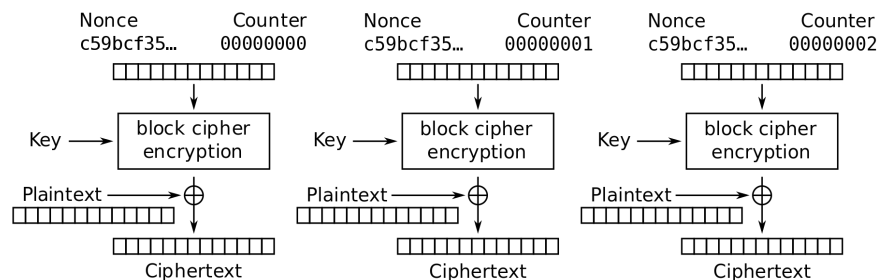 Nonce Counter Nonce Counter Nonce Counter
c59bcf35… 00000000 c59bcf35… 00000001 c59bcf35… 00000002
Key block cipher encryption Key block cipher encryption Key block cipher encryption
Plaintext Plaintext Plaintext
Ciphertext Ciphertext Ciphertext